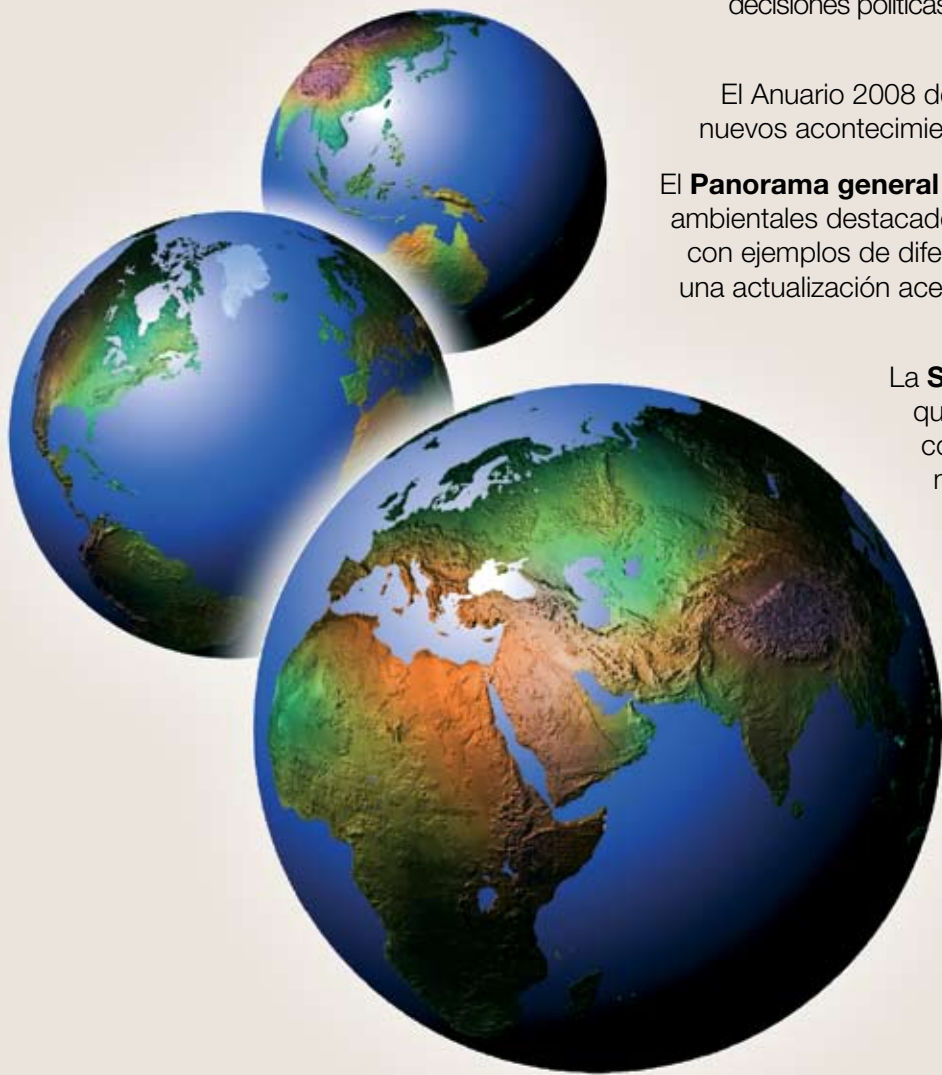 decisiones políticas
El Anuario 2008 de
nuevos acontecimie
El Panorama general
ambientales destacado
con ejemplos de dife
una actualización ace
La S
qu
co